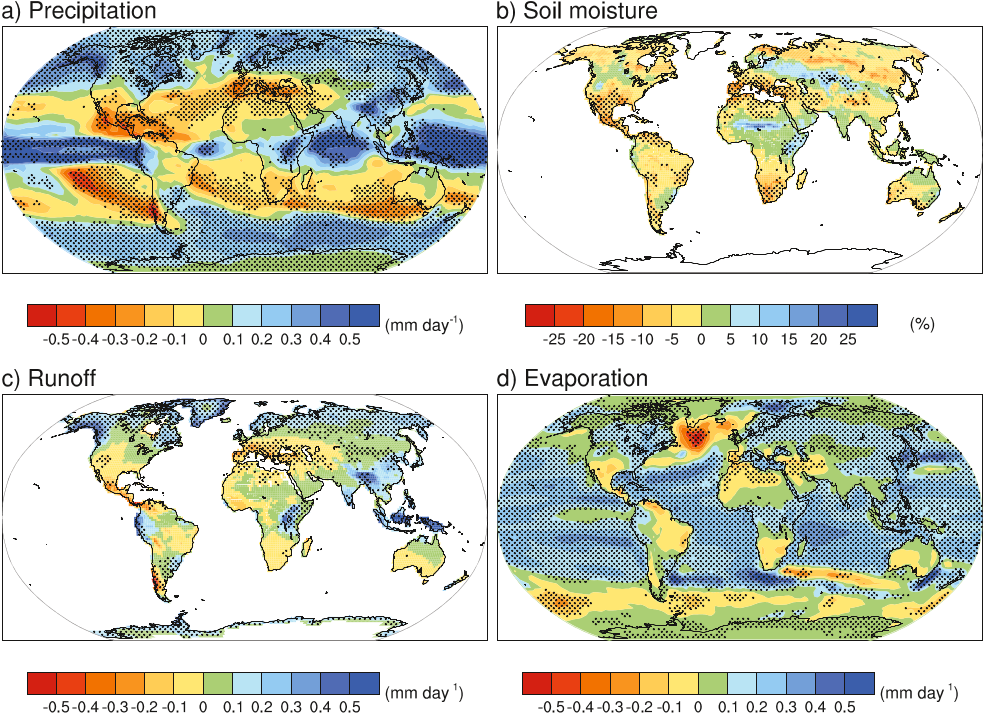 a) Precipitation
b) Soil moisture
-0.5 -0.4 -0.3 -0.2 -0.1 0 0.1 0.2 0.3 0.4 0.5 (mm day-1)
-25 -20 -15 -10 -5 0 5 10 15 20 25 (%)
c) Runoff
d) Evaporation
-0.5 -0.4 -0.3 -0.2 -0.1 0 0.1 0.2 0.3 0.4 0.5 (mm day 1)
-0.5 -0.4 -0.3 -0.2 -0.1 0 0.1 0.2 0.3 0.4 0.5 (mm day 1)